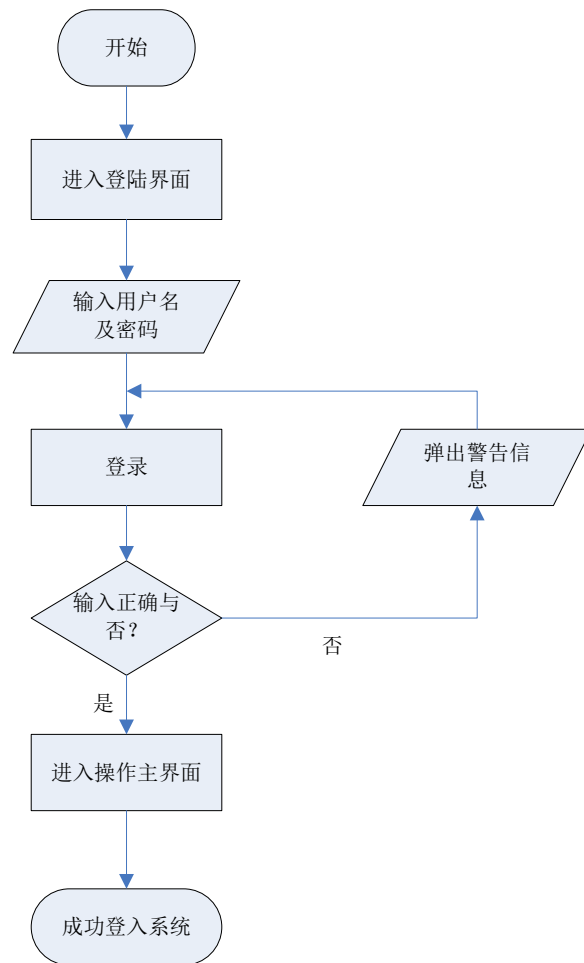 开始
进入登陆界面
输入用户名
及密码
登录
弹出警告信
息
输入正确与
否？
否
是
进入操作主界面
成功登入系统